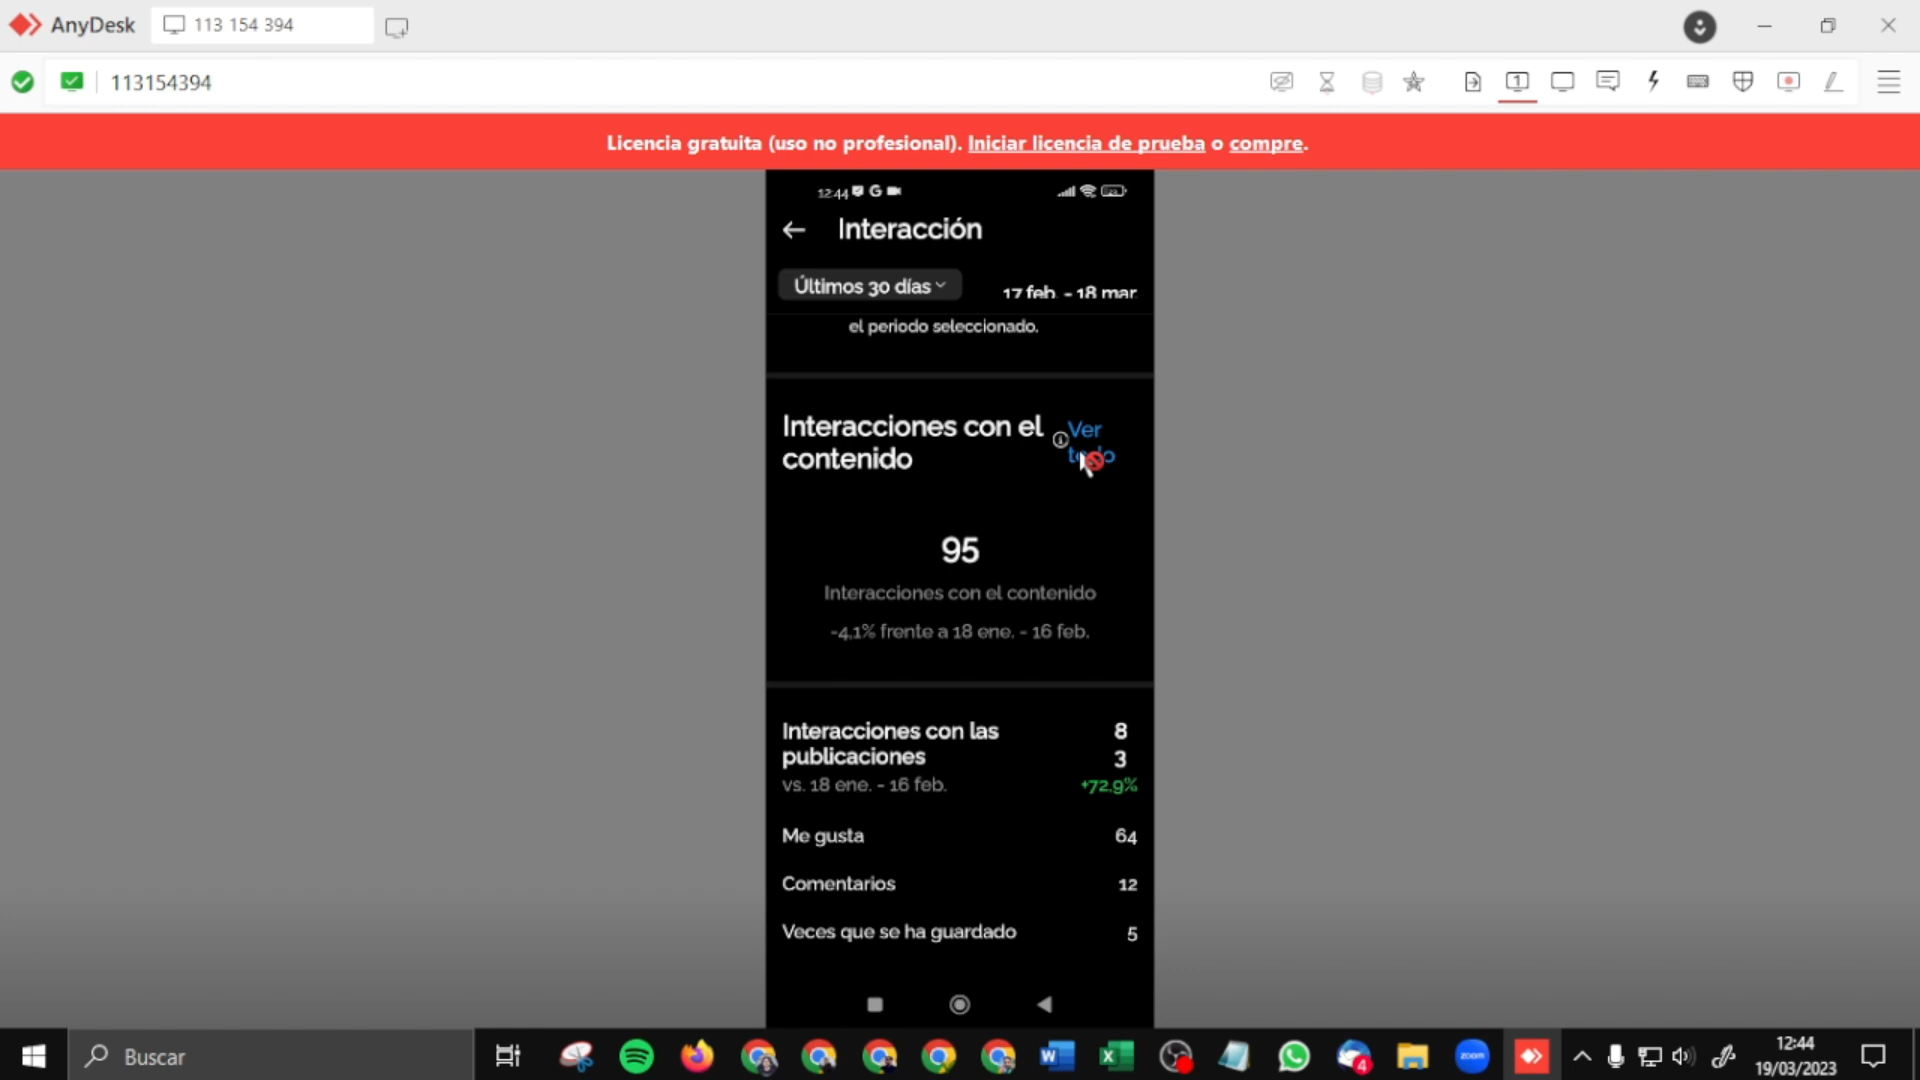 AnyDesk
113 154 394
113154394
Licencia gratuita (uso no profesional). Iniciar licencia de prueba o compre.
12:44
Interacción
Últimos 30 días
17 feb. - 18 mar.
el periodo seleccionado.
Interacciones con el
contenido
Ver
todo
95
Interacciones con el contenido
-4,1% frente a 18 ene. - 16 feb.
Interacciones con las
publicaciones
8
3
vs. 18 ene. - 16 feb.
+72.9%
Me gusta
64
Comentarios
12
Veces que se ha guardado
5
Buscar
zoom
4
12:44
19/03/2023